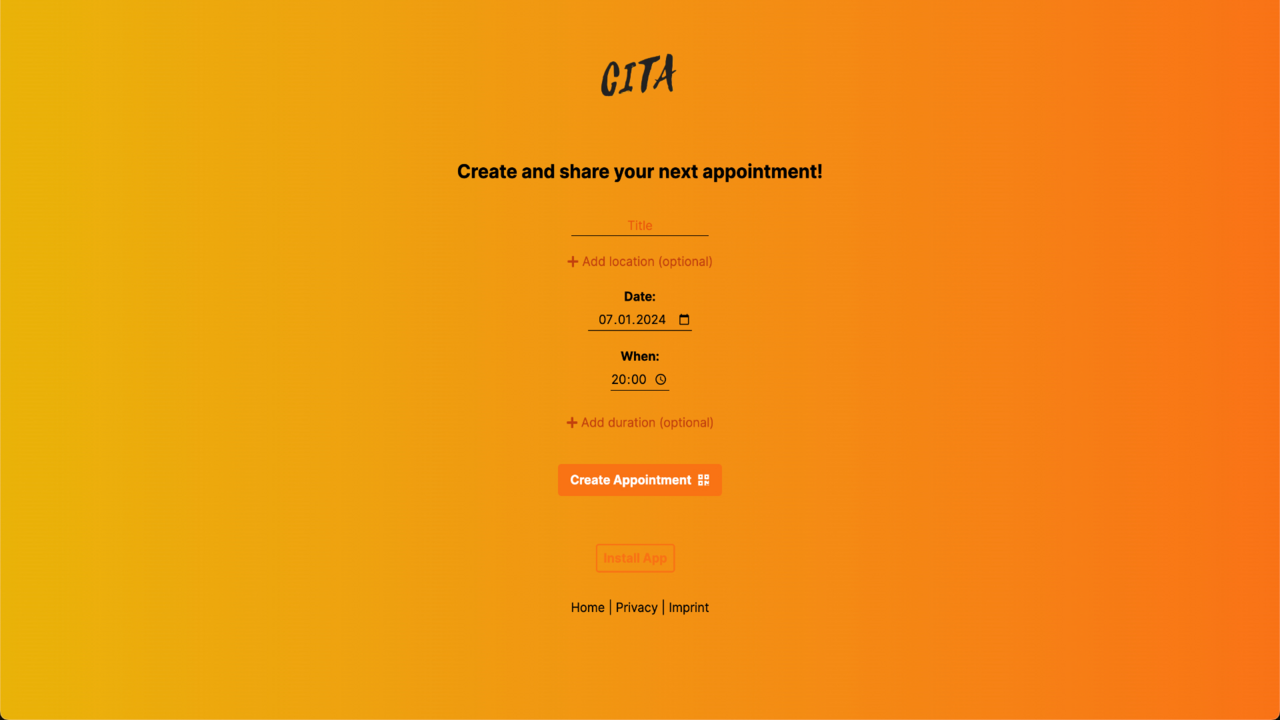 CITA
Create and share your next appointment!
Title
+ Add location (optional)
Date:
07.01.2024
When:
20:00
+ Add duration (optional)
Create Appointment
Install App
Home | Privacy | Imprint